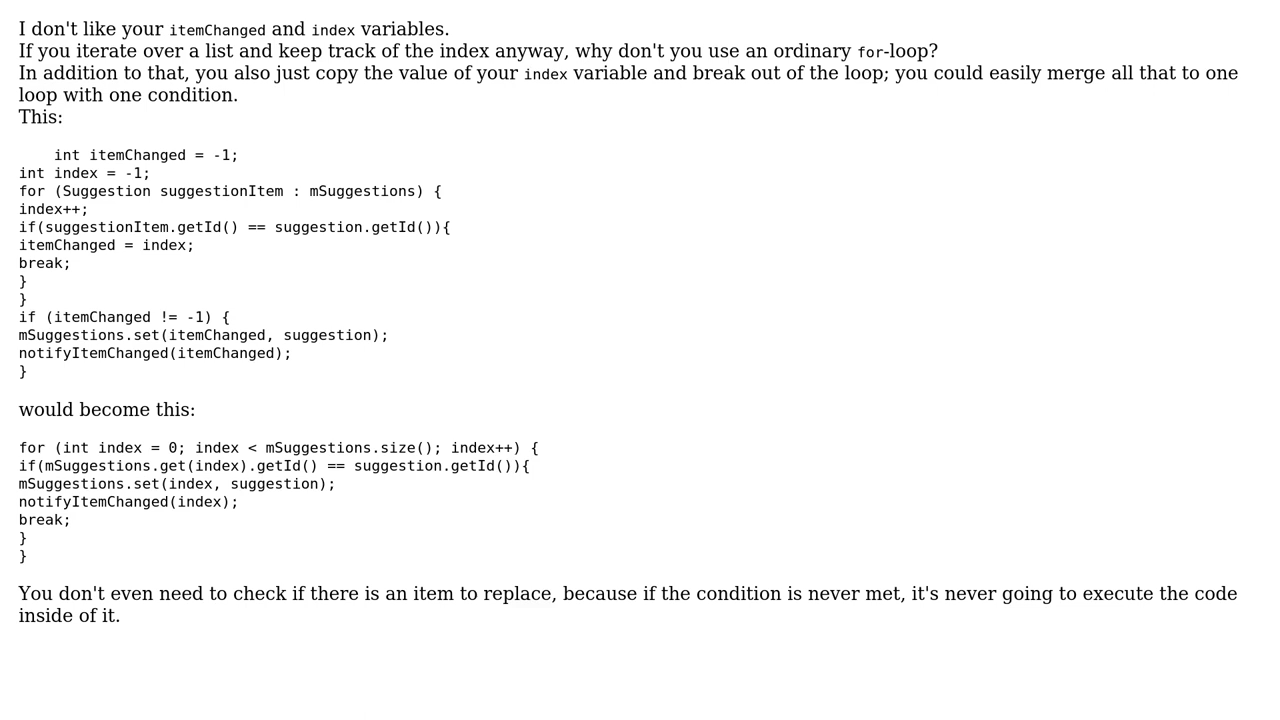 I don't like your itemChanged and index variables.
If you iterate over a list and keep track of the index anyway, why don't you use an ordinary for-loop?
In addition to that, you also just copy the value of your index variable and break out of the loop; you could easily merge all that to one
loop with one condition.
This:
    int itemChanged = -1;
int index = -1;
for (Suggestion suggestionItem : mSuggestions) {
index++;
if(suggestionItem.getId() == suggestion.getId()){
itemChanged = index;
break;
}
}
if (itemChanged != -1) {
mSuggestions.set(itemChanged, suggestion);
notifyItemChanged(itemChanged);
}
would become this:
for (int index = 0; index < mSuggestions.size(); index++) {
if(mSuggestions.get(index).getId() == suggestion.getId()){
mSuggestions.set(index, suggestion);
notifyItemChanged(index);
break;
}
}
You don't even need to check if there is an item to replace, because if the condition is never met, it's never going to execute the code
inside of it.